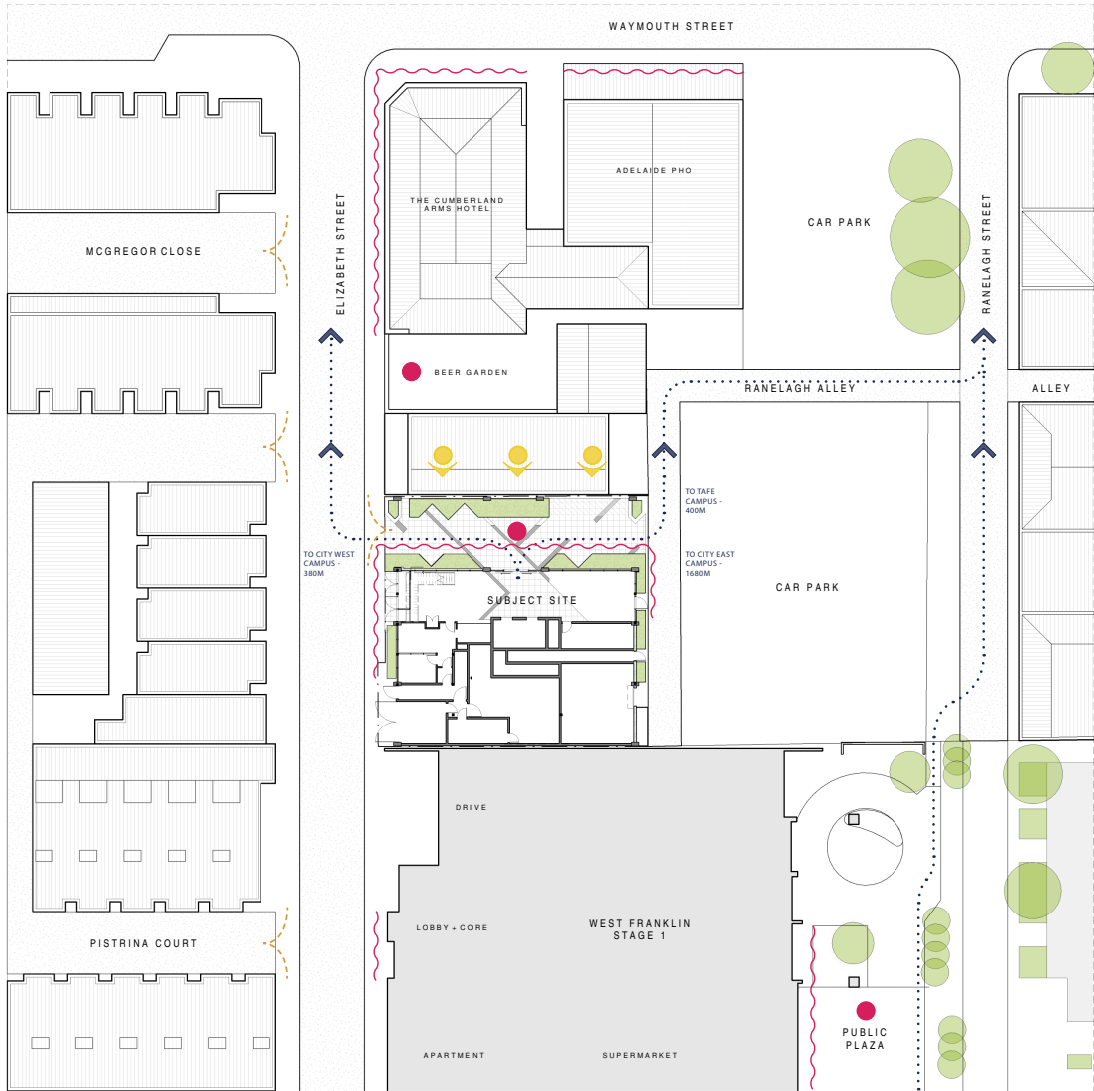 WAYMOUTH STREET
ADELAIDE PHO
THE CUMBERLAND
ARMS HOTEL
CAR PARK
ELIZABETH STREET
RANELAGH STREET
MCGREGOR CLOSE
BEER GARDEN
RANELAGH ALLEY
ALLEY
TO TAFE
CAMPUS -
400M
TO CITY WEST
CAMPUS -
380M
TO CITY EAST
CAMPUS -
1680M
SUBJECT SITE
CAR PARK
DRIVE
LOBBY + CORE
WEST FRANKLIN
STAGE 1
PISTRINA COURT
PUBLIC
PLAZA
APARTMENT
SUPERMARKET